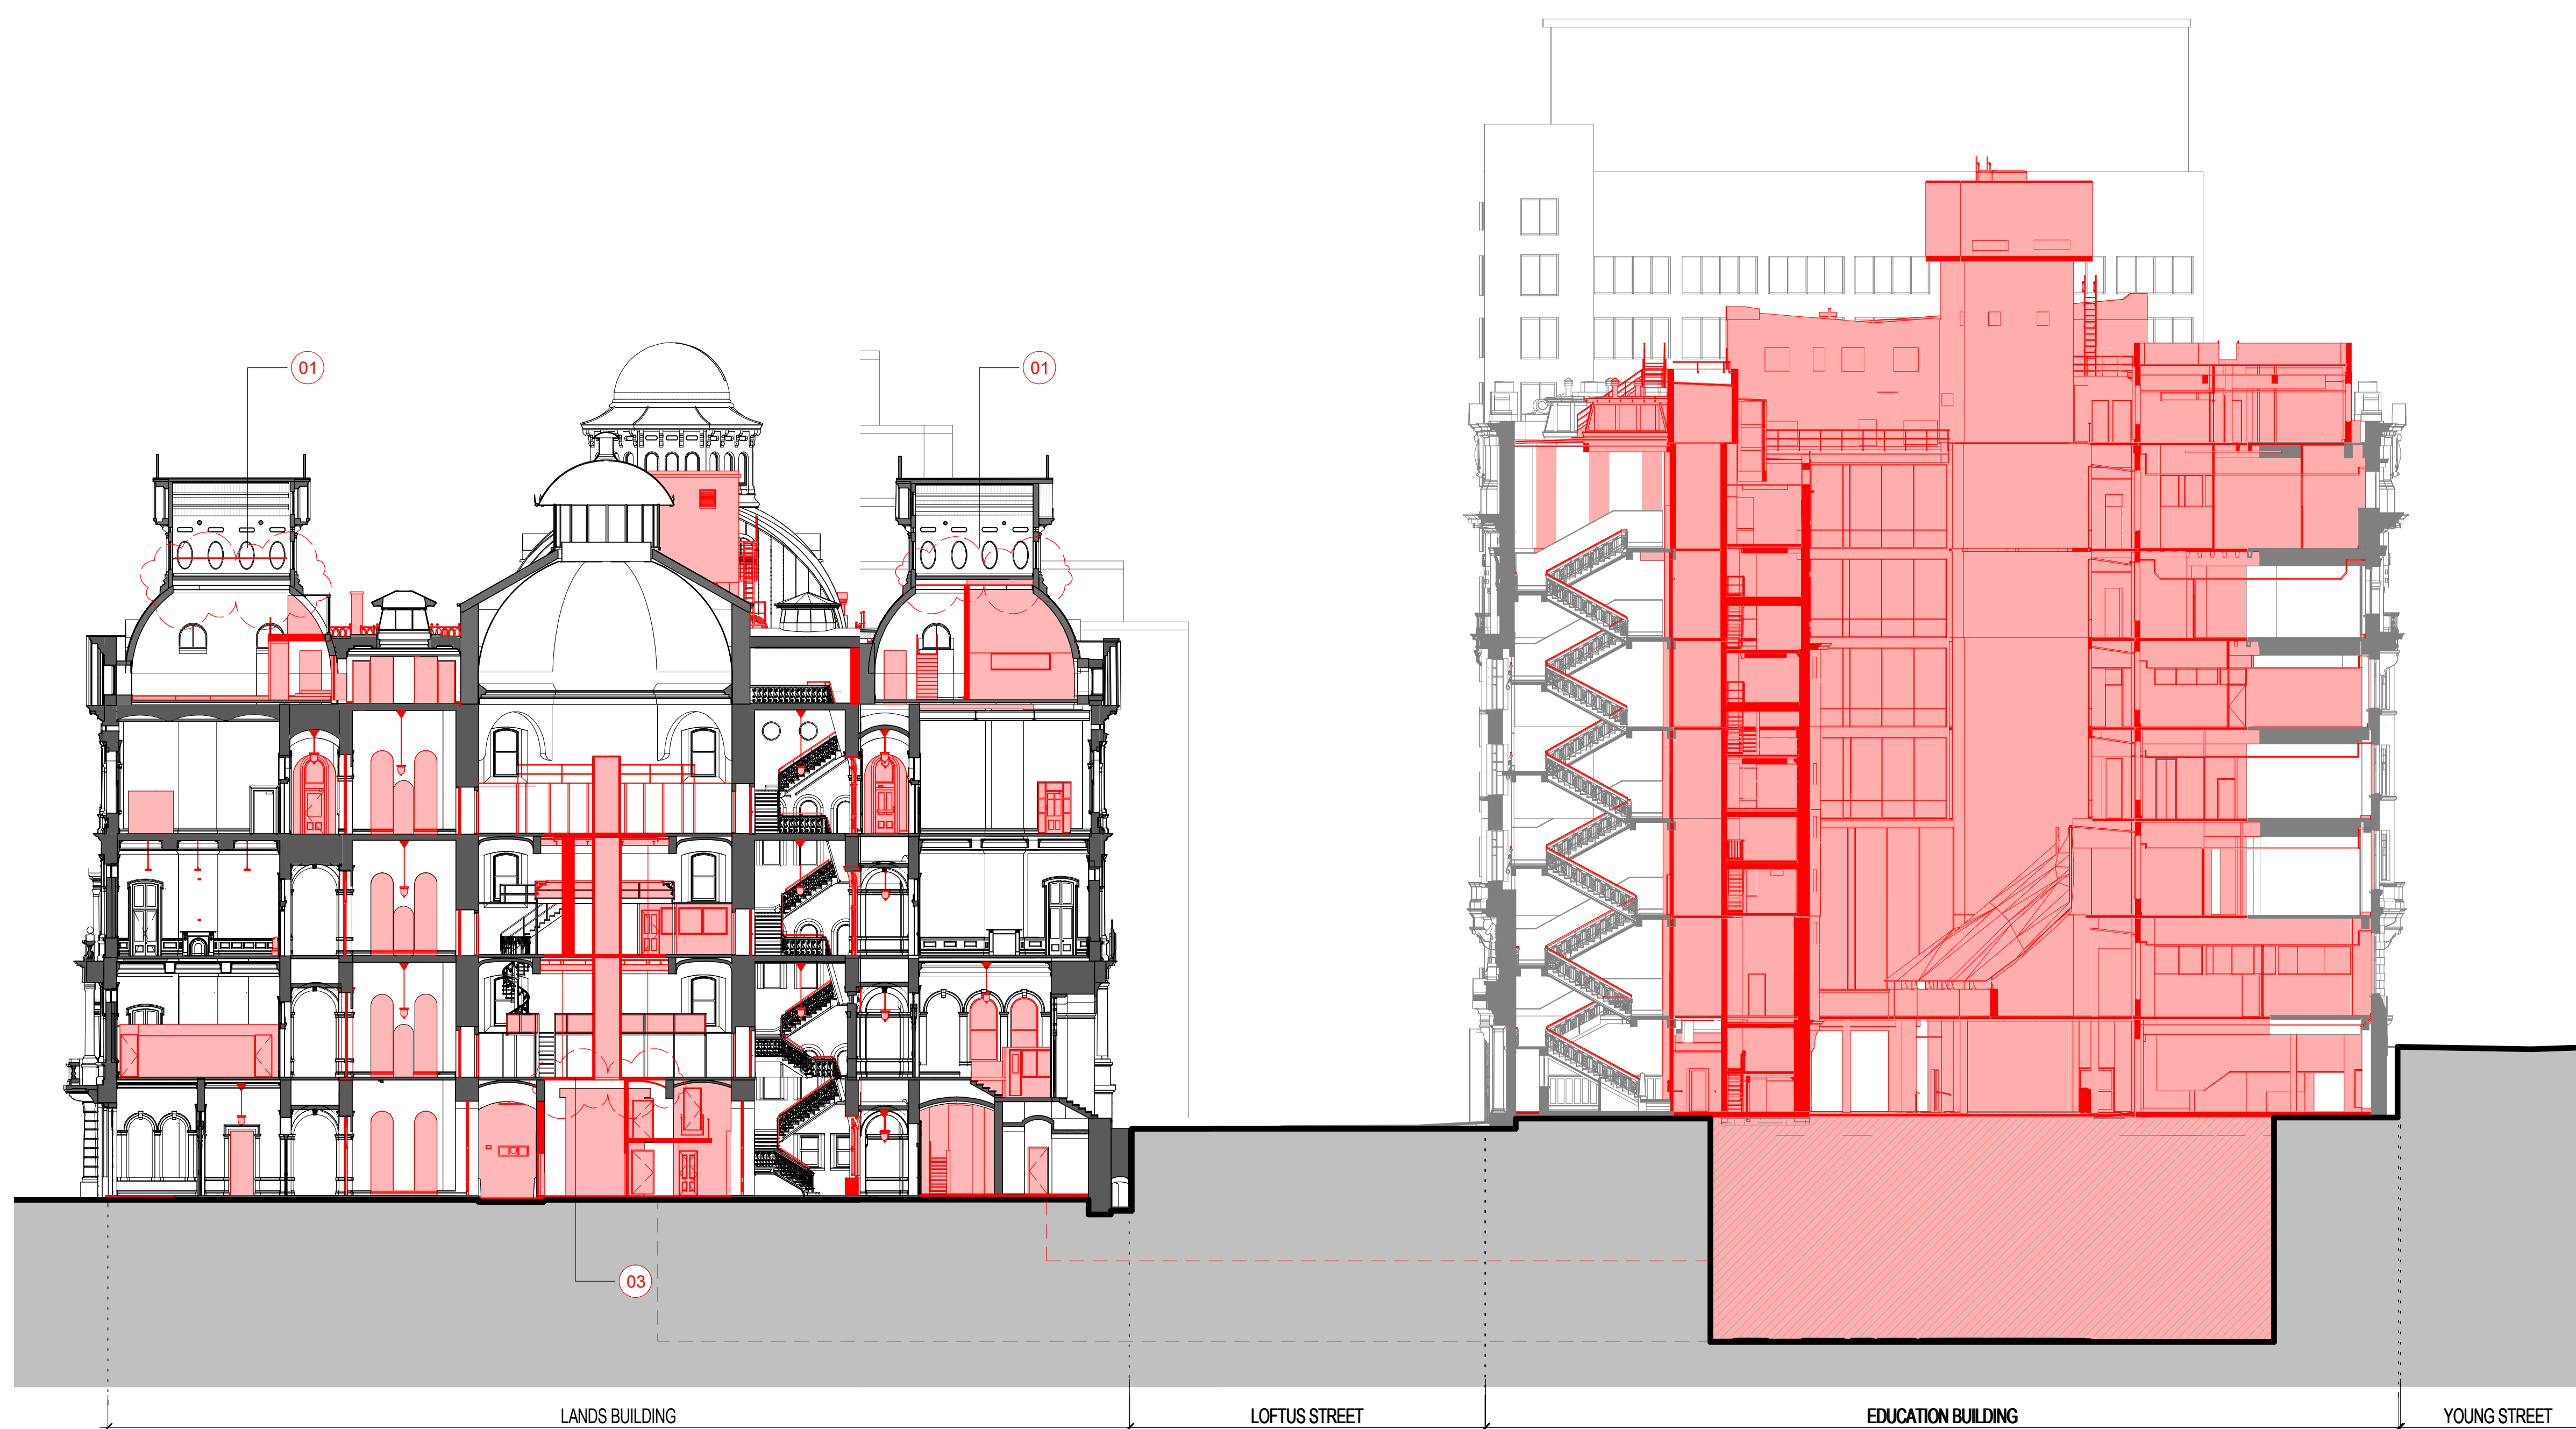 01
01
03
LANDS BUILDING
LOFTUS STREET
EDUCATION BUILDING
YOUNG STREET